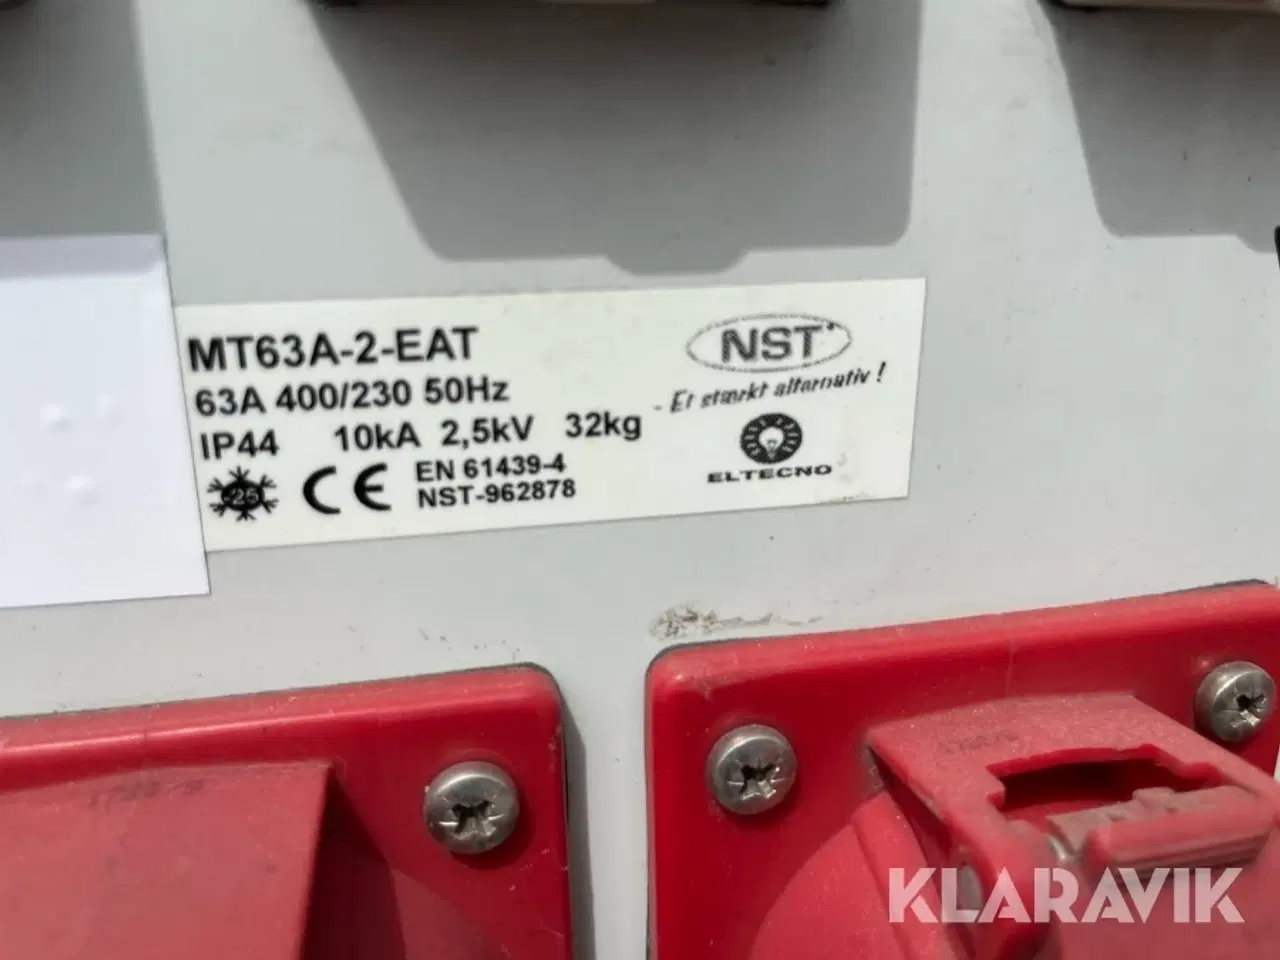 MT63A-2-EAT
63A 400/230 50Hz
IP44 10kA 2,5kV 32kg
-25
CE EN 61439-4
NST-962878
NST
- Et stærkt alternativ !
ELTECNO
KLARAVIK